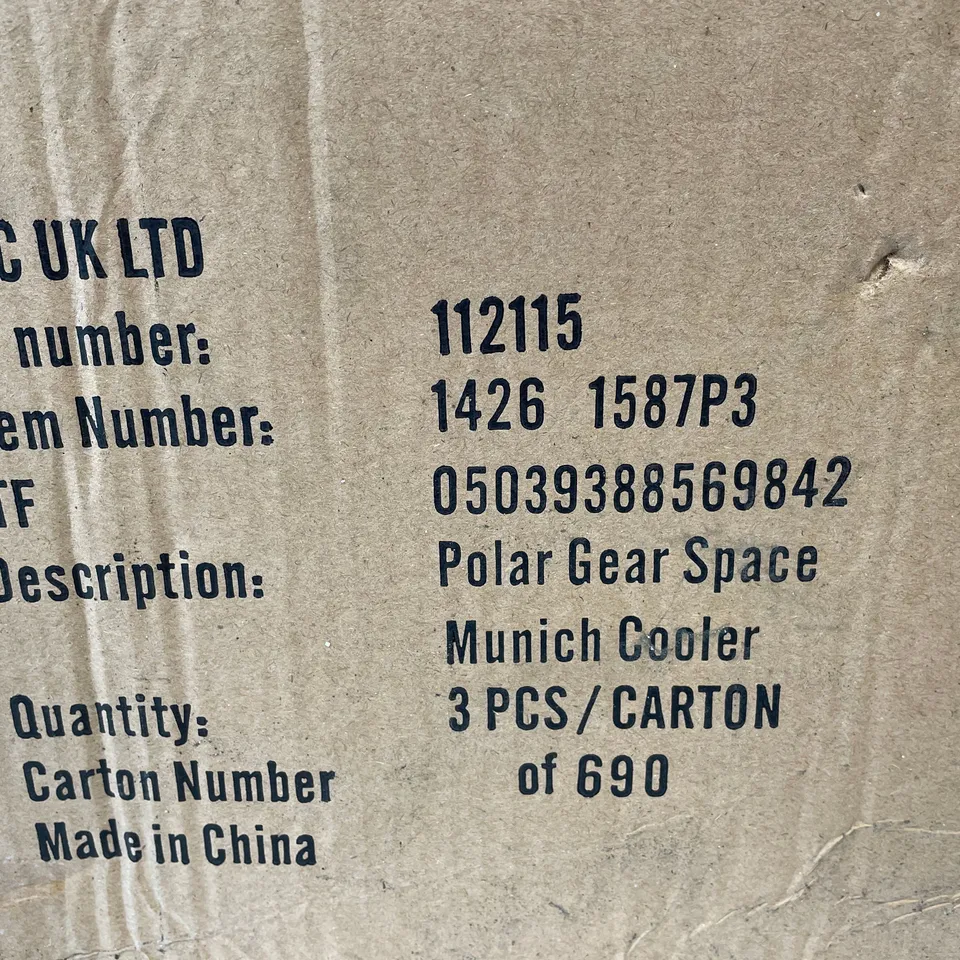 C UK LTD
number: 112115
em Number: 1426 1587P3
TF 05039388569842
Description: Polar Gear Space
Munich Cooler
Quantity: 3 PCS/CARTON
Carton Number of 690
Made in China